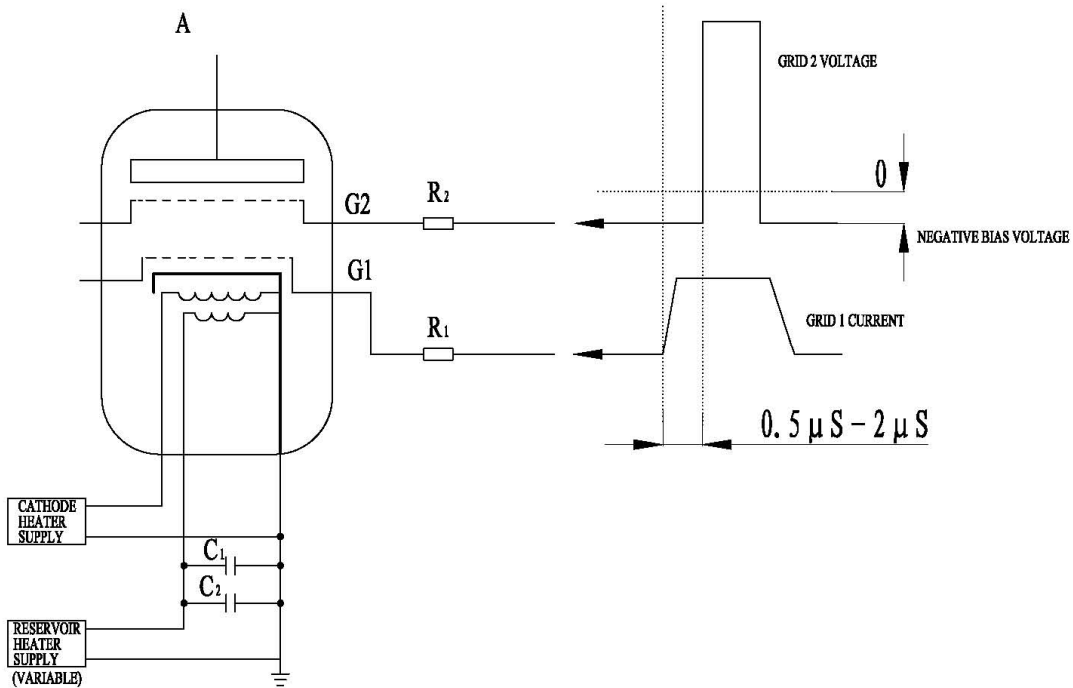 A
GRID 2 VOLTAGE
0
NEGATIVE BIAS VOLTAGE
G2
R2
G1
R1
GRID 1 CURRENT
0.5μS-2μS
CATHODE
HEATER
SUPPLY
C1
C2
RESERVOIR
HEATER
SUPPLY
(VARIABLE)